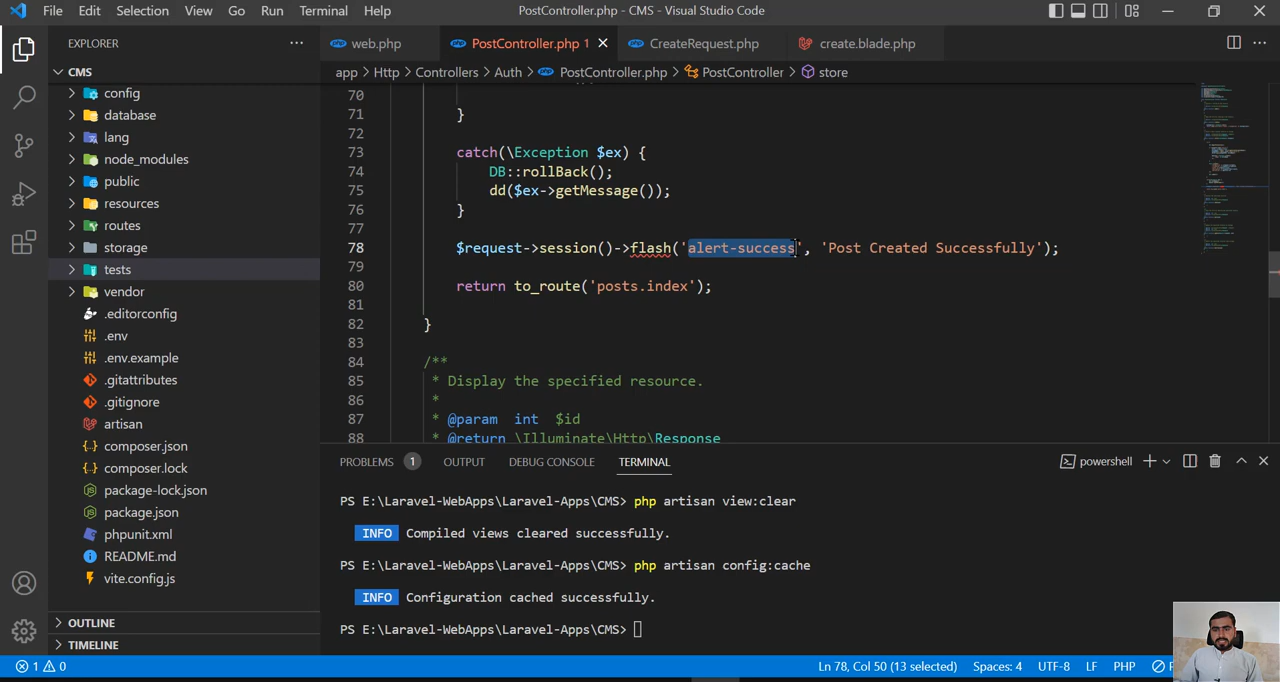 File Edit Selection View Go Run Terminal Help PostController.php - CMS - Visual Studio Code
EXPLORER
web.php PostController.php 1 CreateRequest.php create.blade.php
CMS
app > Http > Controllers > Auth > PostController.php > PostController > store
config
database
lang
node_modules
public
resources
routes
storage
tests
vendor
.editorconfig
.env
.env.example
.gitattributes
.gitignore
artisan
composer.json
composer.lock
package-lock.json
package.json
phpunit.xml
README.md
vite.config.js
OUTLINE
TIMELINE
70
71 }
72
73 catch(\Exception $ex) {
74 DB::rollBack();
75 dd($ex->getMessage());
76 }
77
78 $request->session()->flash('alert-success', 'Post Created Successfully');
79
80 return to_route('posts.index');
81
82 }
83
84 /**
85 * Display the specified resource.
86 *
87 * @param int $id
88 * @return \Illuminate\Http\Response
PROBLEMS 1 OUTPUT DEBUG CONSOLE TERMINAL powershell
PS E:\Laravel-WebApps\Laravel-Apps\CMS> php artisan view:clear
INFO Compiled views cleared successfully.
PS E:\Laravel-WebApps\Laravel-Apps\CMS> php artisan config:cache
INFO Configuration cached successfully.
PS E:\Laravel-WebApps\Laravel-Apps\CMS>
1 0 Ln 78, Col 50 (13 selected) Spaces: 4 UTF-8 LF PHP